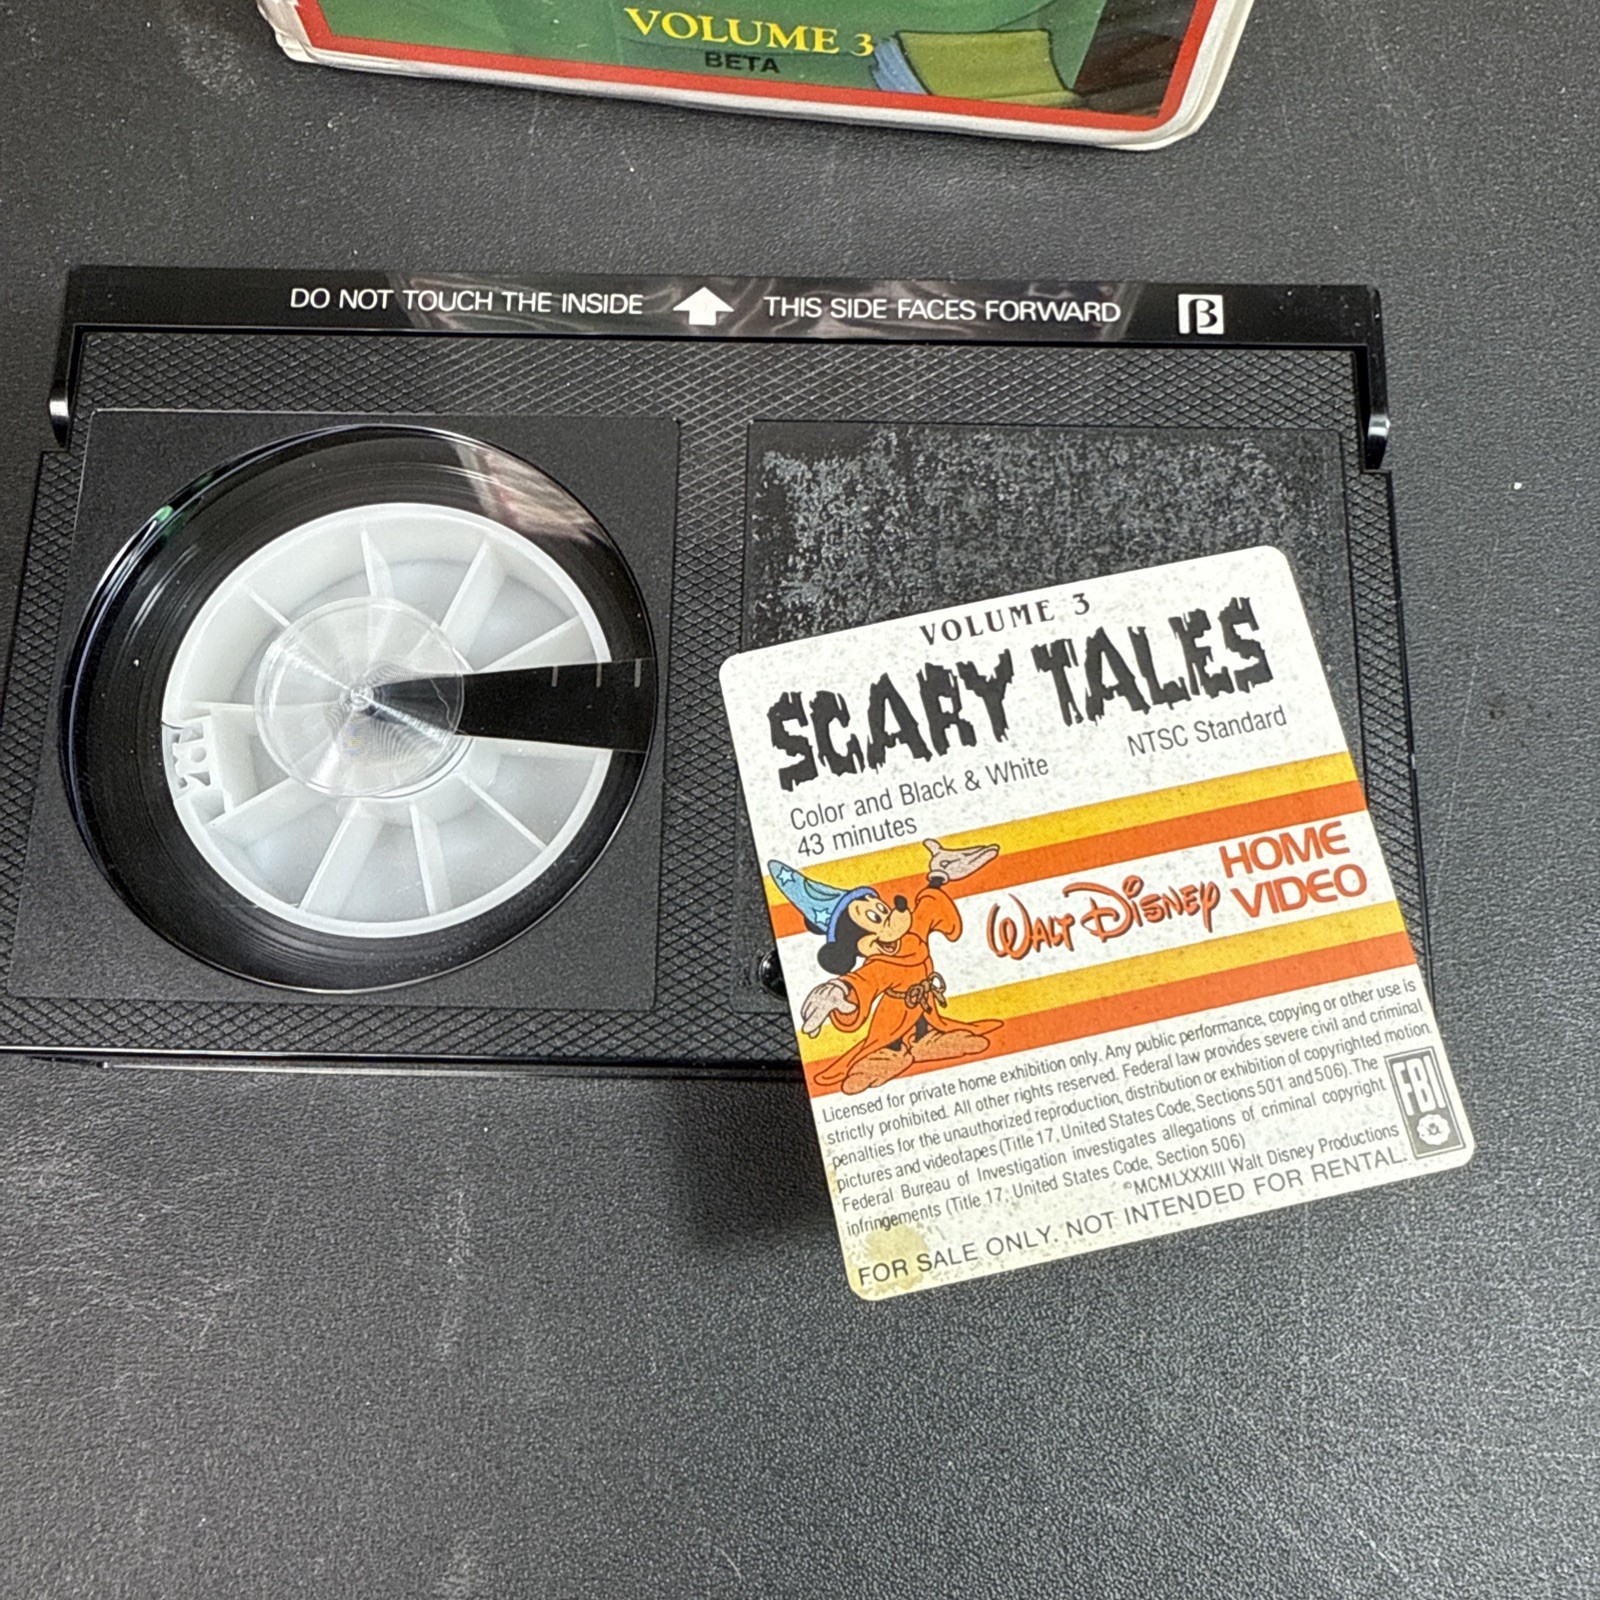 VOLUME 3
BETA
DO NOT TOUCH THE INSIDE THIS SIDE FACES FORWARD β
VOLUME 3
SCARY TALES
NTSC Standard
Color and Black & White
43 minutes
WALT DISNEY HOME VIDEO
Licensed for private home exhibition only. Any public performance, copying or other use is
strictly prohibited. All other rights reserved. Federal law provides severe civil and criminal
penalties for the unauthorized reproduction, distribution or exhibition of copyrighted motion
pictures and videotapes (Title 17, United States Code, Sections 501 and 506). The
Federal Bureau of Investigation investigates allegations of criminal copyright
infringements (Title 17, United States Code, Section 506)
FBI
©MCMLXXXIII Walt Disney Productions
FOR SALE ONLY. NOT INTENDED FOR RENTAL.